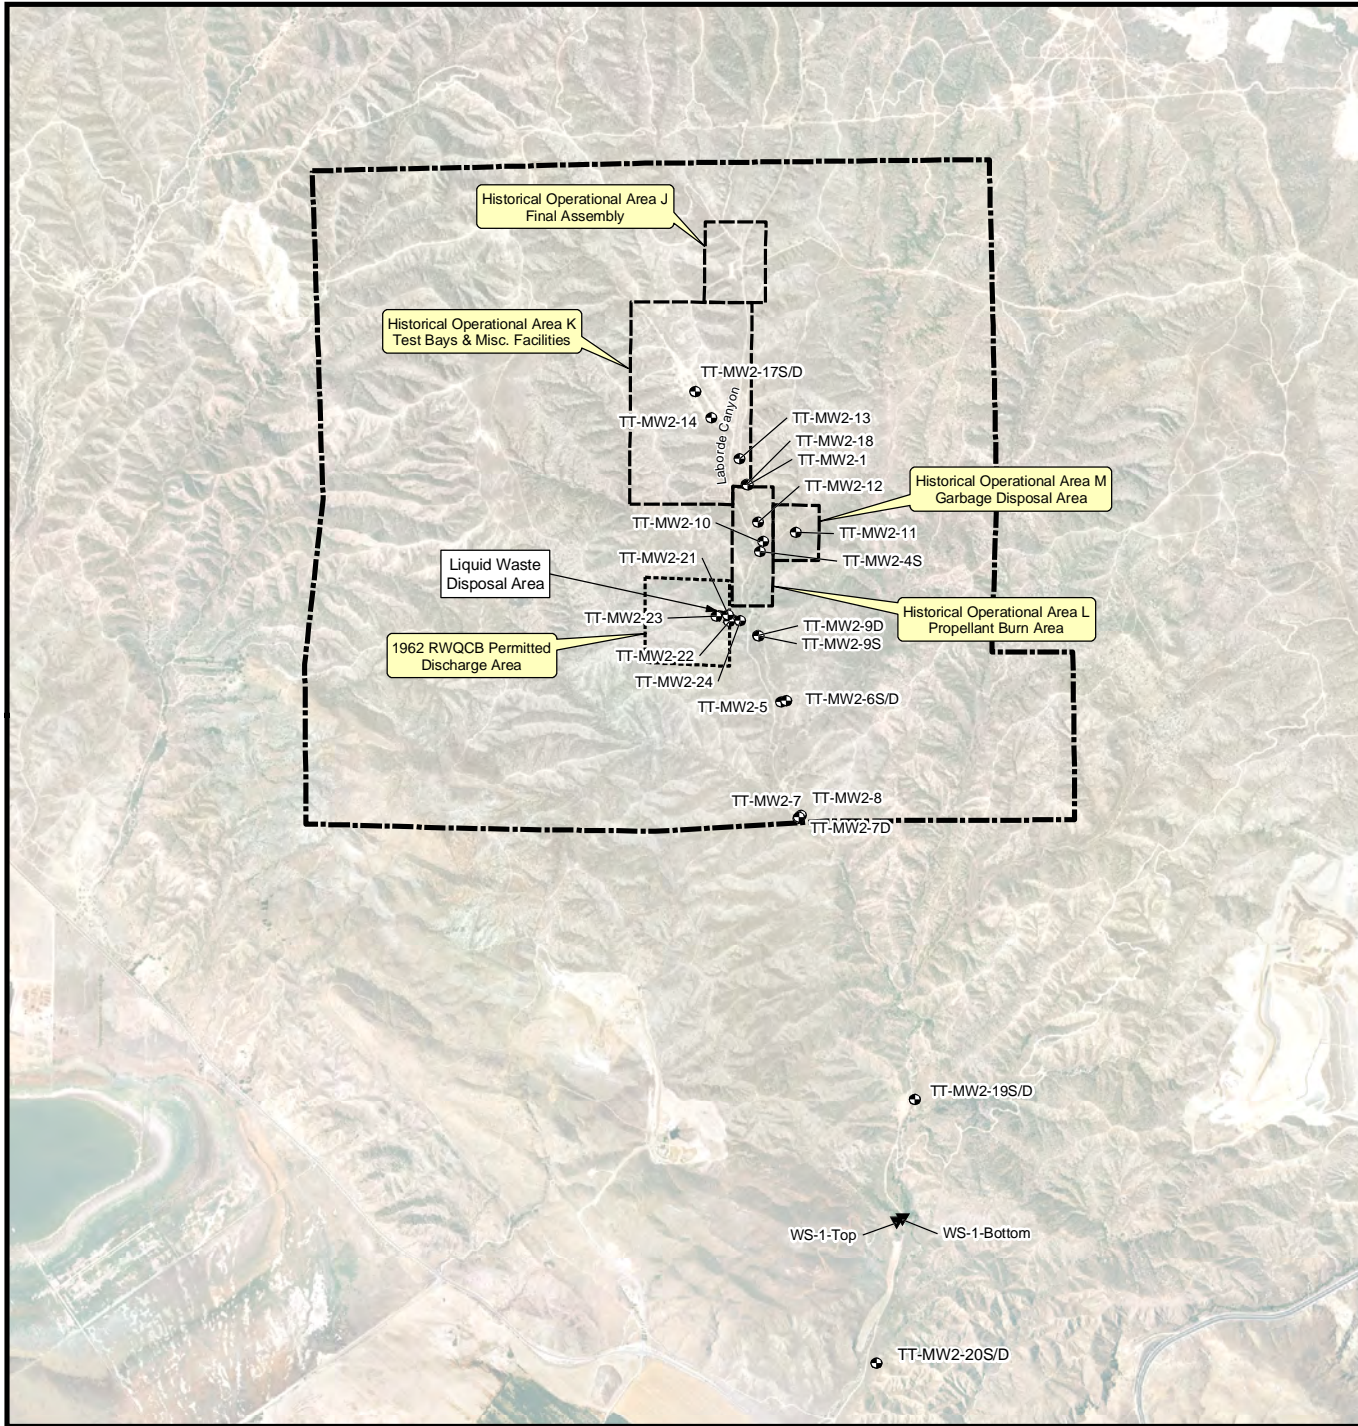 Historical Operational Area J
Final Assembly
Historical Operational Area K
Test Bays & Misc. Facilities
TT-MW2-17S/D
TT-MW2-14
Laborde Canyon
TT-MW2-13
TT-MW2-18
TT-MW2-1
TT-MW2-12
Historical Operational Area M
Garbage Disposal Area
TT-MW2-10
TT-MW2-11
TT-MW2-21
TT-MW2-4S
Liquid Waste
Disposal Area
TT-MW2-23
Historical Operational Area L
Propellant Burn Area
TT-MW2-9D
TT-MW2-9S
1962 RWQCB Permitted
Discharge Area
TT-MW2-22
TT-MW2-24
TT-MW2-5
TT-MW2-6S/D
TT-MW2-7
TT-MW2-8
TT-MW2-7D
TT-MW2-19S/D
WS-1-Top
WS-1-Bottom
TT-MW2-20S/D